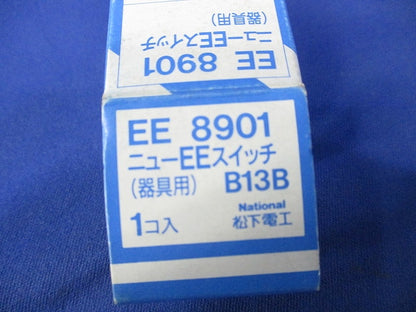 EE 8901
ニューEEスイッチ
(器具用)
EE 8901
ニューEEスイッチ
(器具用) B13B
National
1コ入 松下電工